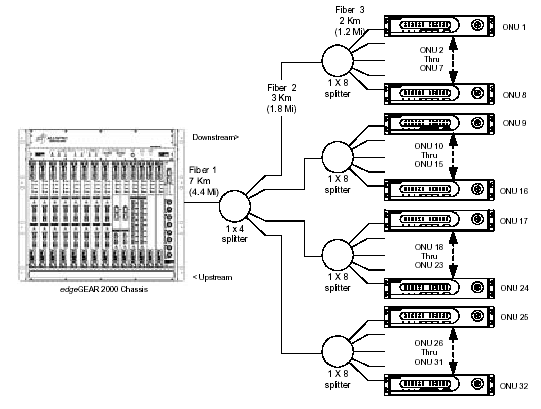 Fiber 3
2 Km
(1.2 Mi)
ONU 1
ONU 2
Thru
ONU 7
1 X 8
splitter
ONU 8
Fiber 2
3 Km
(1.8 Mi)
ONU 9
ONU 10
Thru
ONU 15
1 X 8
splitter
ONU 16
Downstream>
Fiber 1
7 Km
(4.4 Mi)
1 x 4
splitter
< Upstream
edgeGEAR 2000 Chassis
ONU 17
ONU 18
Thru
ONU 23
1 X 8
splitter
ONU 24
ONU 25
ONU 26
Thru
ONU 31
1 X 8
splitter
ONU 32